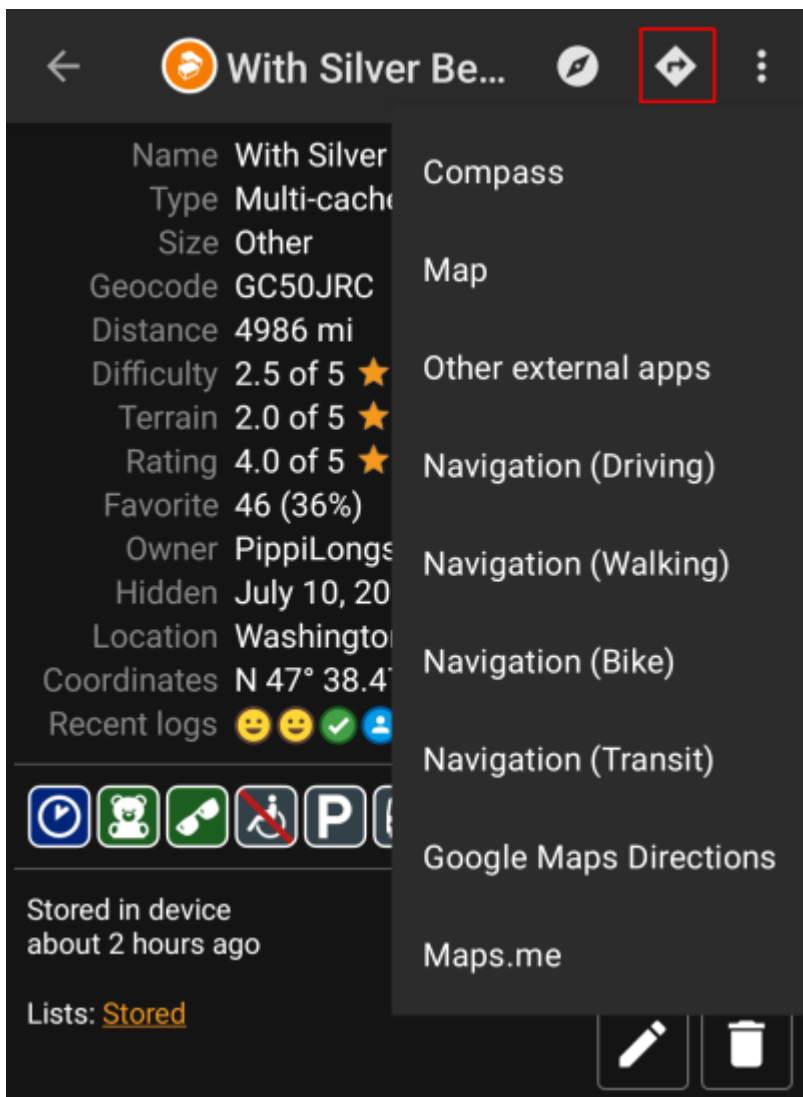 With Silver Be...
Name With Silver
Type Multi-cache
Size Other
Geocode GC50JRC
Distance 4986 mi
Difficulty 2.5 of 5
Terrain 2.0 of 5
Rating 4.0 of 5
Favorite 46 (36%)
Owner PippiLongs
Hidden July 10, 20
Location Washington
Coordinates N 47° 38.47
Recent logs
P
Stored in device
about 2 hours ago
Lists: Stored
Compass
Map
Other external apps
Navigation (Driving)
Navigation (Walking)
Navigation (Bike)
Navigation (Transit)
Google Maps Directions
Maps.me